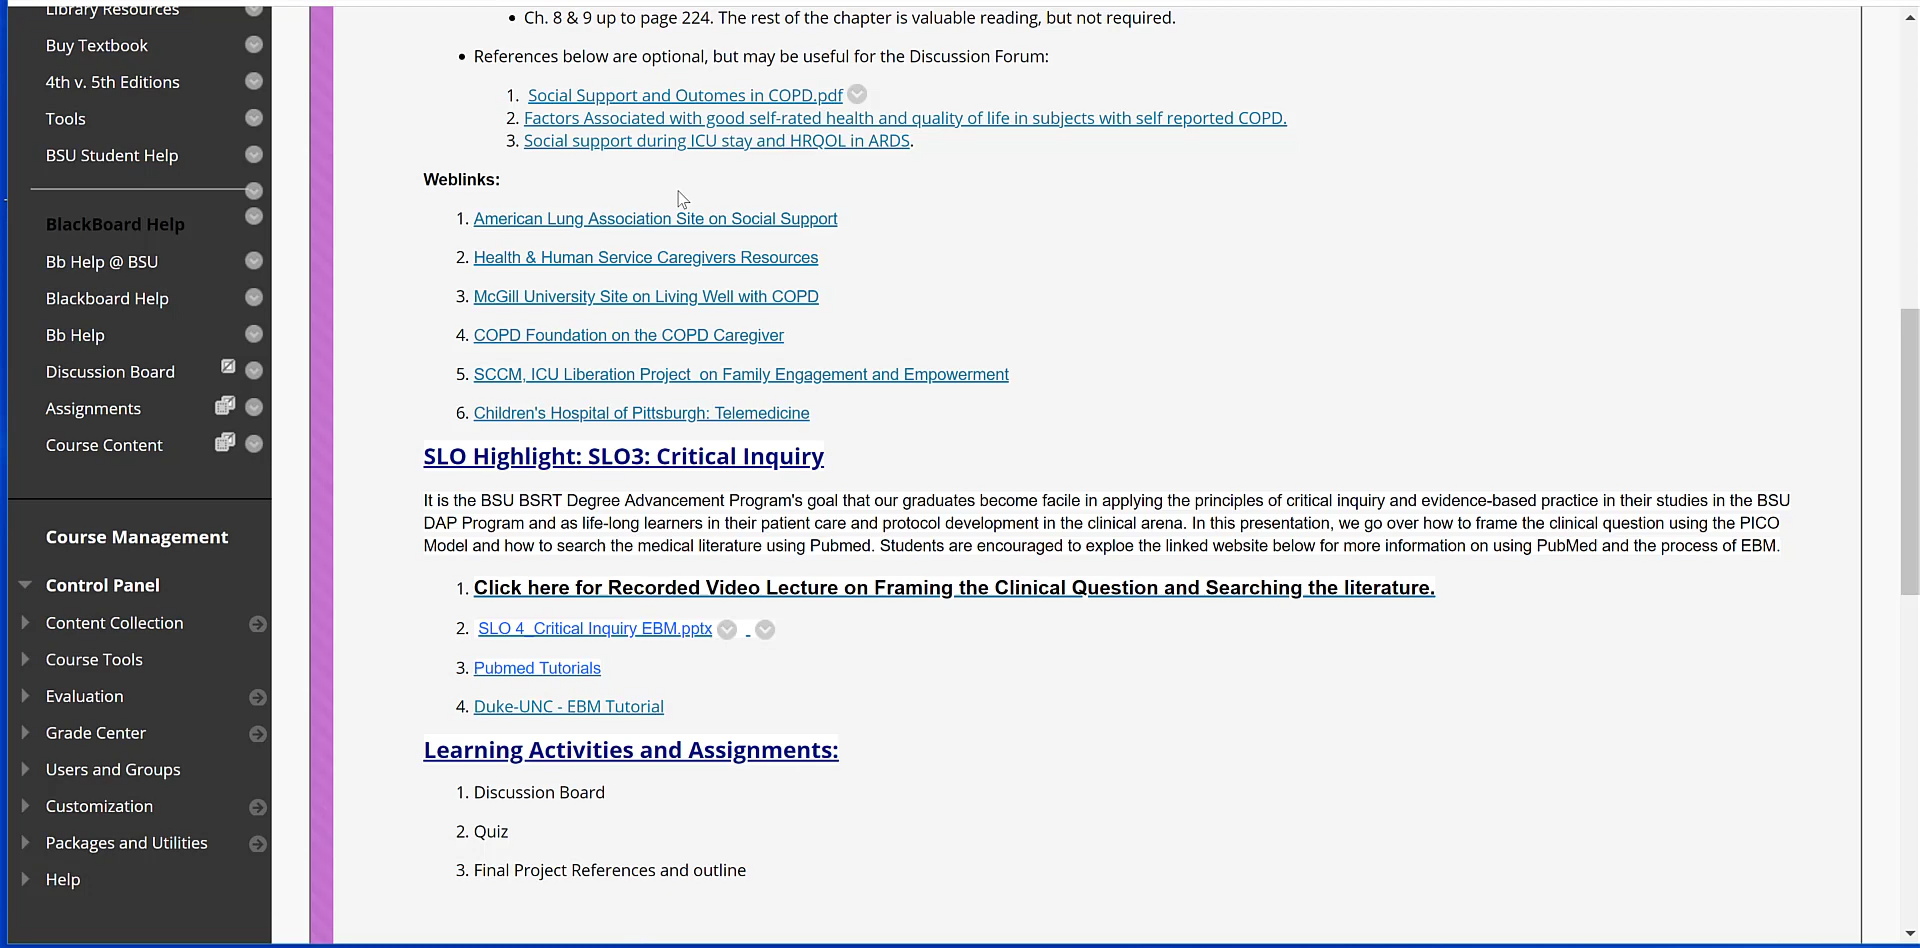 Library Resources
Buy Textbook
4th v. 5th Editions
Tools
BSU Student Help
BlackBoard Help
Bb Help @ BSU
Blackboard Help
Bb Help
Discussion Board
Assignments
Course Content
Course Management
Control Panel
Content Collection
Course Tools
Evaluation
Grade Center
Users and Groups
Customization
Packages and Utilities
Help
• Ch. 8 & 9 up to page 224. The rest of the chapter is valuable reading, but not required.
• References below are optional, but may be useful for the Discussion Forum:
1. Social Support and Outomes in COPD.pdf
2. Factors Associated with good self-rated health and quality of life in subjects with self reported COPD.
3. Social support during ICU stay and HRQOL in ARDS.
Weblinks:
1. American Lung Association Site on Social Support
2. Health & Human Service Caregivers Resources
3. McGill University Site on Living Well with COPD
4. COPD Foundation on the COPD Caregiver
5. SCCM, ICU Liberation Project on Family Engagement and Empowerment
6. Children's Hospital of Pittsburgh: Telemedicine
SLO Highlight: SLO3: Critical Inquiry
It is the BSU BSRT Degree Advancement Program's goal that our graduates become facile in applying the principles of critical inquiry and evidence-based practice in their studies in the BSU
DAP Program and as life-long learners in their patient care and protocol development in the clinical arena. In this presentation, we go over how to frame the clinical question using the PICO
Model and how to search the medical literature using Pubmed. Students are encouraged to exploe the linked website below for more information on using PubMed and the process of EBM.
1. Click here for Recorded Video Lecture on Framing the Clinical Question and Searching the literature.
2. SLO 4_Critical Inquiry EBM.pptx
3. Pubmed Tutorials
4. Duke-UNC - EBM Tutorial
Learning Activities and Assignments:
1. Discussion Board
2. Quiz
3. Final Project References and outline